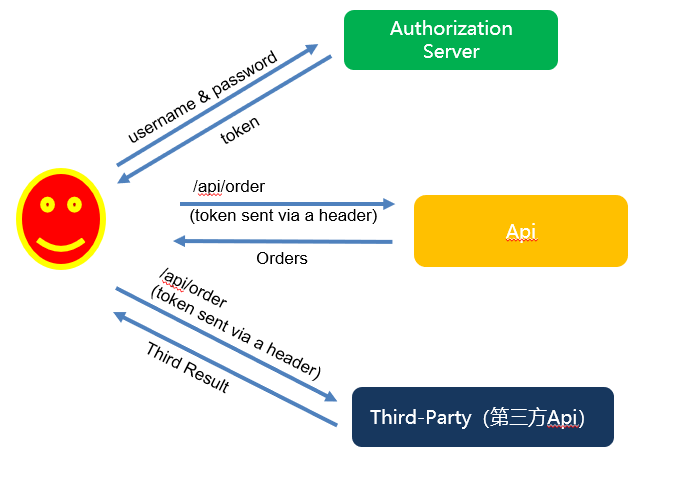 Authorization
Server
username & password
token
/api/order
(token sent via a header)
Api
Orders
/api/order
(token sent via a header)
Third Result
Third-Party（第三方Api）